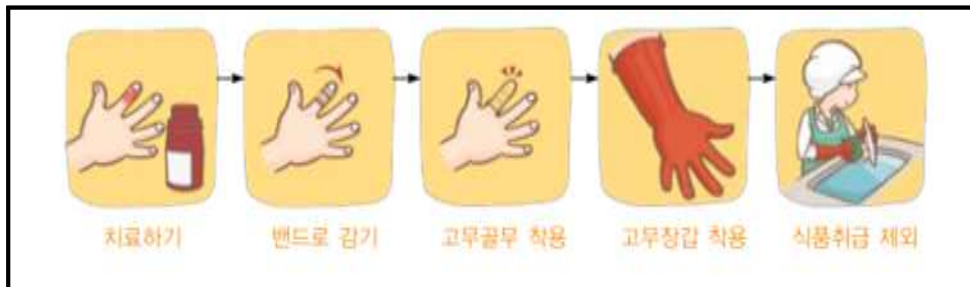 치료하기
밴드로 감기
고무골무 착용
고무장갑 착용
식품취급 제외